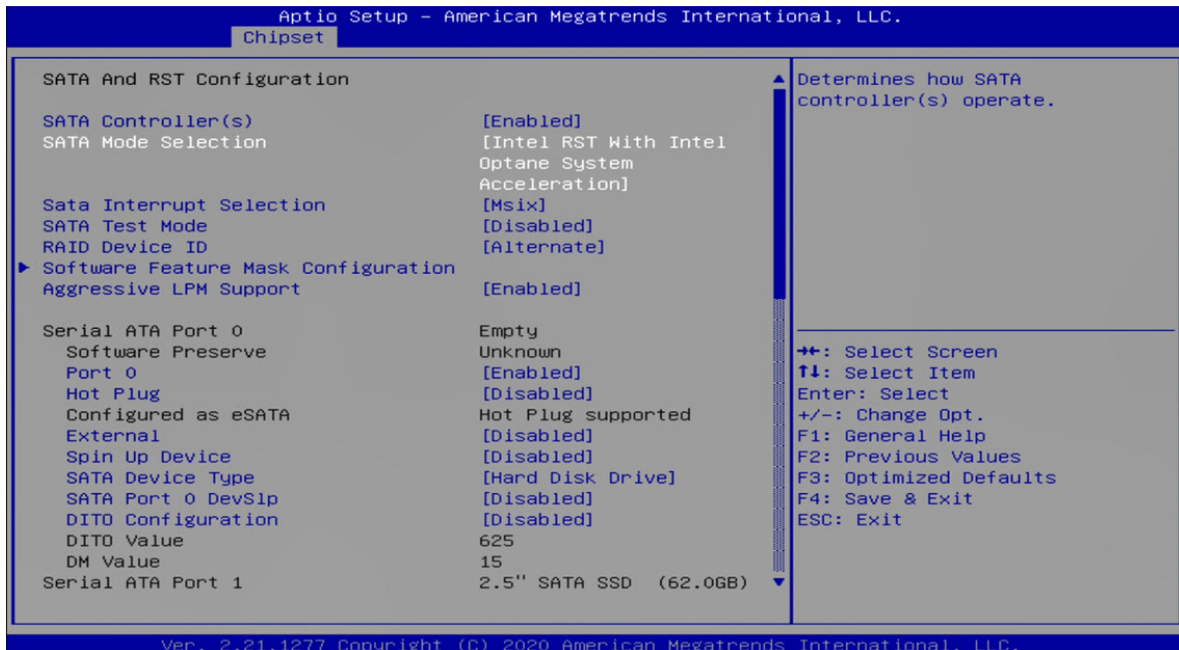 Aptio Setup – American Megatrends International, LLC.
Chipset
SATA And RST Configuration
SATA Controller(s) [Enabled]
SATA Mode Selection [Intel RST With Intel
Optane System
Acceleration]
Sata Interrupt Selection [Msix]
SATA Test Mode [Disabled]
RAID Device ID [Alternate]
▶ Software Feature Mask Configuration
Aggressive LPM Support [Enabled]
Serial ATA Port 0 Empty
Software Preserve Unknown
Port 0 [Enabled]
Hot Plug [Disabled]
Configured as eSATA Hot Plug supported
External [Disabled]
Spin Up Device [Disabled]
SATA Device Type [Hard Disk Drive]
SATA Port 0 DevSlp [Disabled]
DITO Configuration [Disabled]
DITO Value 625
DM Value 15
Serial ATA Port 1 2.5" SATA SSD (62.0GB)
Determines how SATA
controller(s) operate.
→←: Select Screen
↑↓: Select Item
Enter: Select
+/-: Change Opt.
F1: General Help
F2: Previous Values
F3: Optimized Defaults
F4: Save & Exit
ESC: Exit
Ver. 2.21.1277 Copyright (C) 2020 American Megatrends International, LLC.